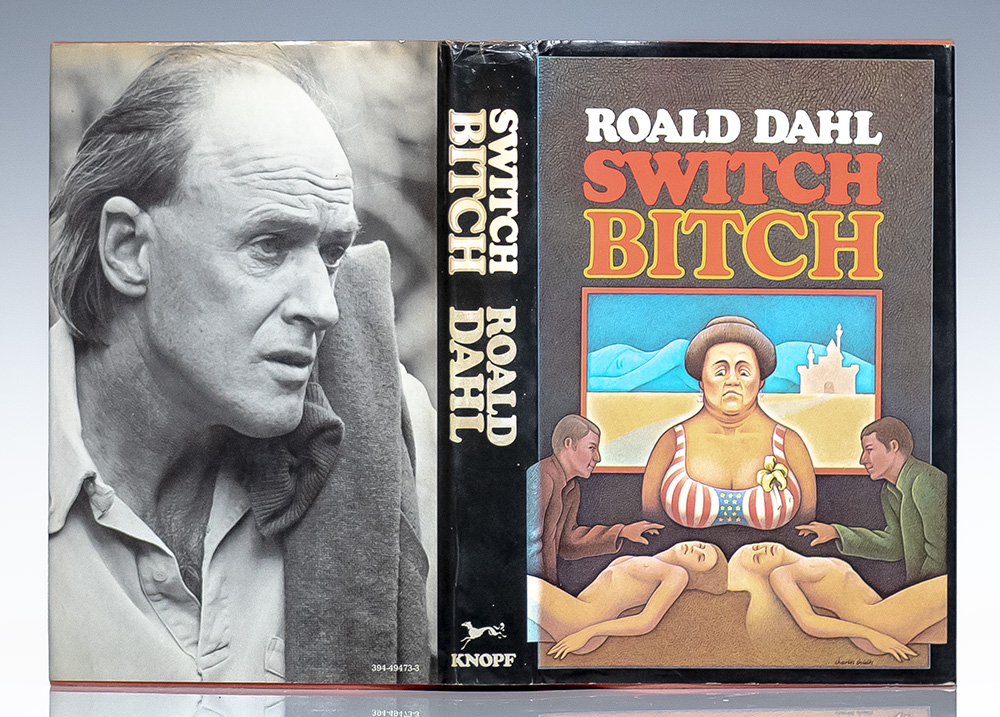 394-49473-3
SWITCH
BITCH
ROALD
DAHL
KNOPF
ROALD DAHL
SWITCH
BITCH